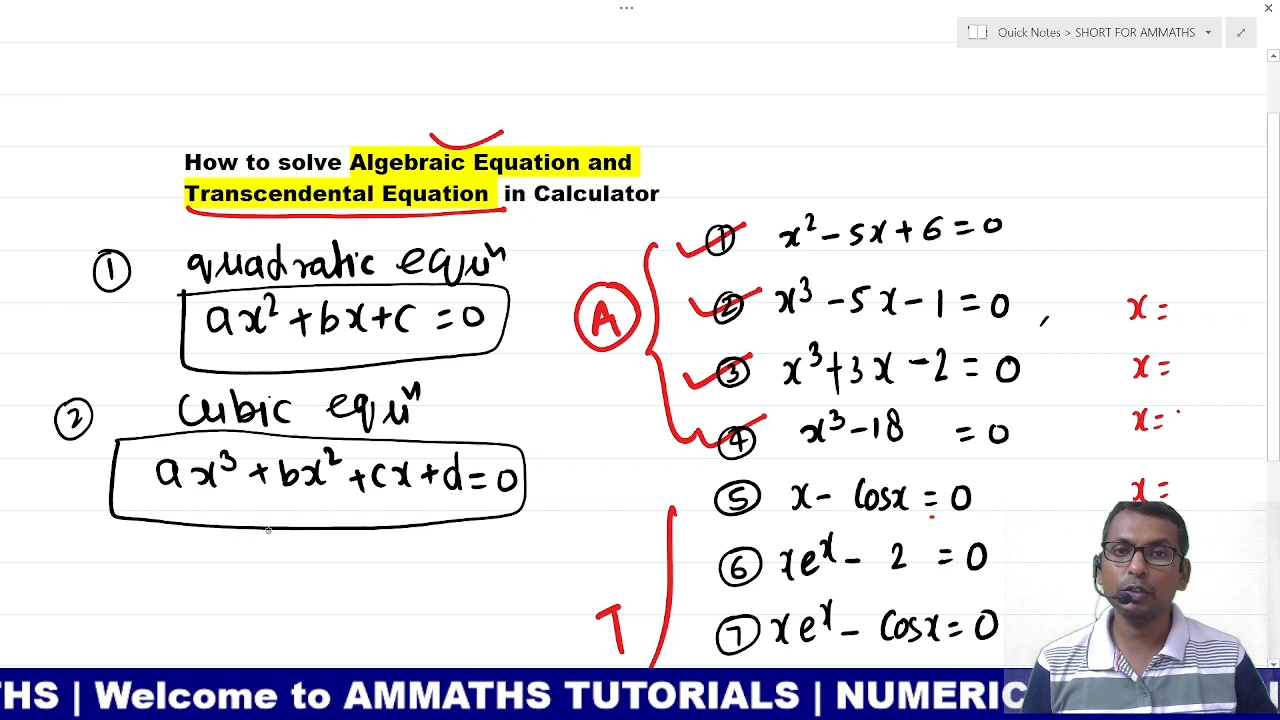 Quick Notes > SHORT FOR AMMATHS
How to solve Algebraic Equation and
Transcendental Equation in Calculator
① quadratic equⁿ
ax² + bx + c = 0
② Cubic equⁿ
ax³ + bx² + cx + d = 0
A
① x² - 5x + 6 = 0
② x³ - 5x - 1 = 0 , x =
③ x³ + 3x - 2 = 0 x =
④ x³ - 18 = 0 x =
⑤ x - cosx = 0 x =
⑥ xeˣ - 2 = 0
T
⑦ xeˣ - cosx = 0
THS | Welcome to AMMATHS TUTORIALS | NUMERIC